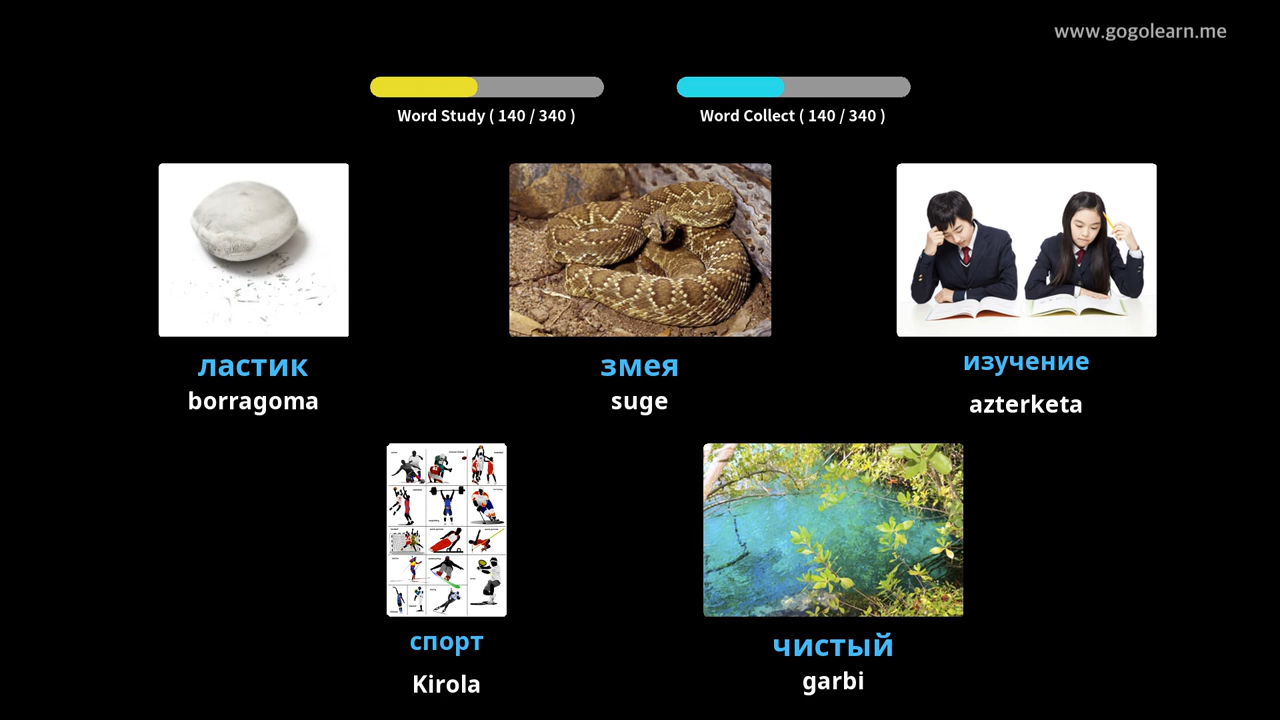 www.gogolearn.me
Word Study ( 140 / 340 )
Word Collect ( 140 / 340 )
ластик
borragoma
змея
suge
изучение
azterketa
спорт
Kirola
чистый
garbi